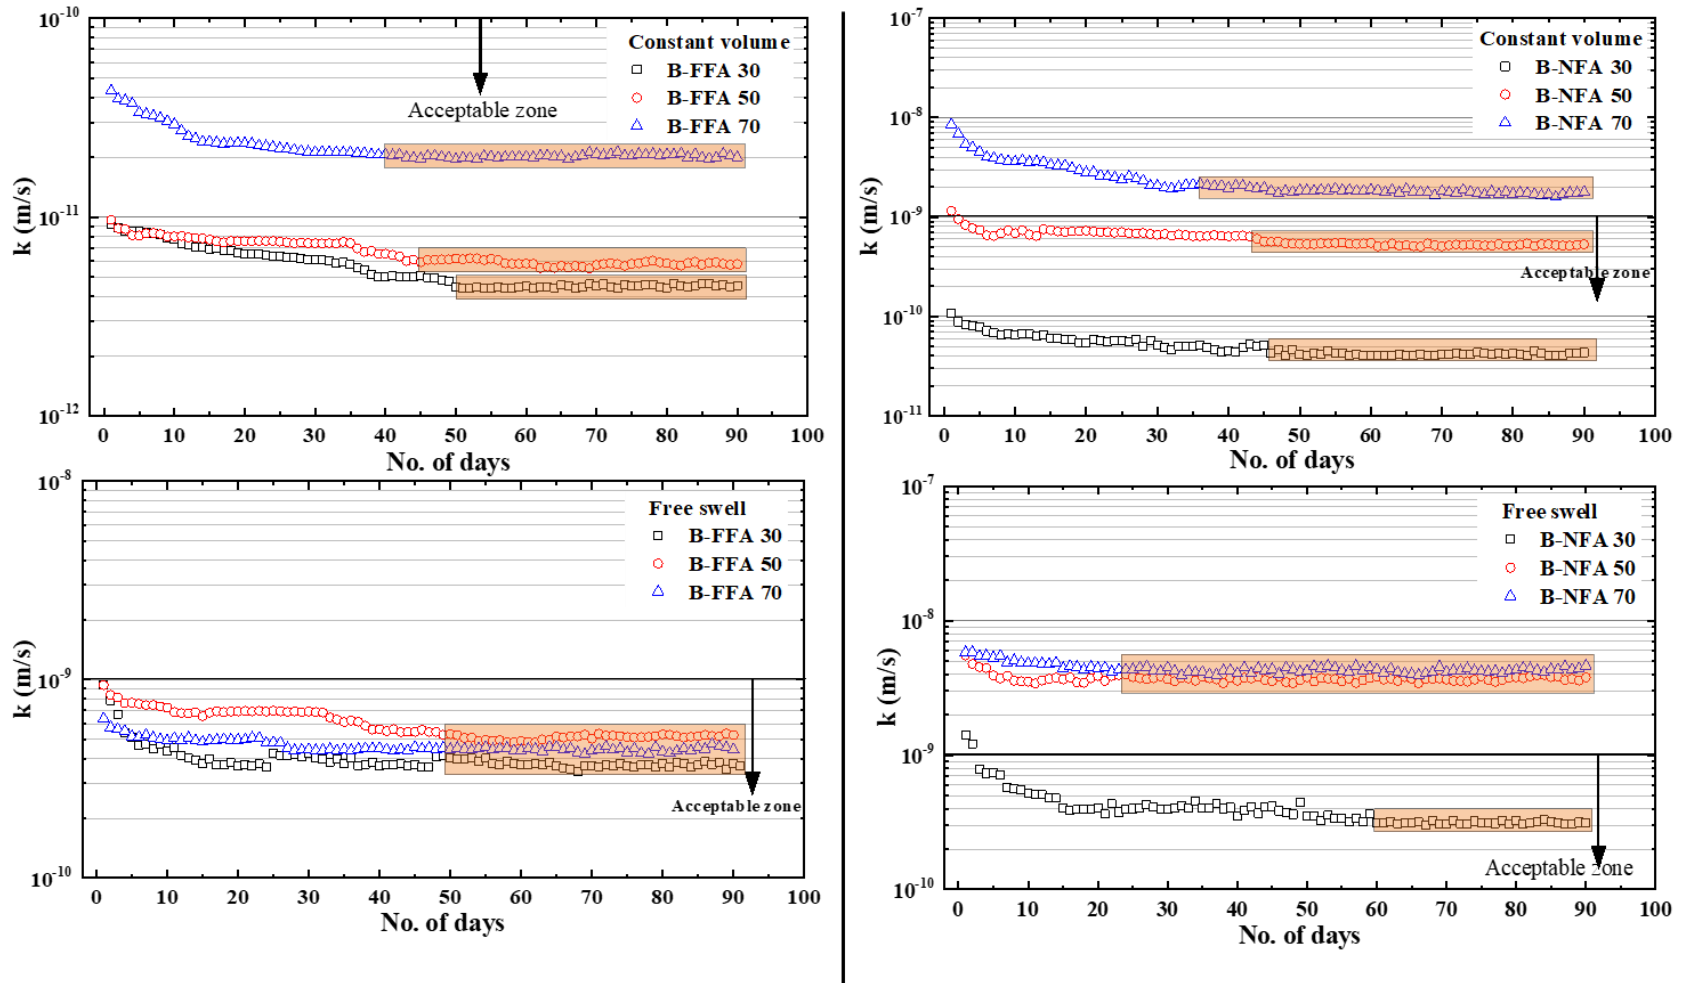 10-10
10-11
10-12
k (m/s)
Constant volume
B-FFA 30
B-FFA 50
B-FFA 70
Acceptable zone
0 10 20 30 40 50 60 70 80 90 100
No. of days
10-7
10-8
10-9
10-10
10-11
k (m/s)
Constant volume
B-NFA 30
B-NFA 50
B-NFA 70
Acceptable zone
0 10 20 30 40 50 60 70 80 90 100
No. of days
10-8
10-9
10-10
k (m/s)
Free swell
B-FFA 30
B-FFA 50
B-FFA 70
Acceptable zone
0 10 20 30 40 50 60 70 80 90 100
No. of days
10-7
10-8
10-9
10-10
k (m/s)
Free swell
B-NFA 30
B-NFA 50
B-NFA 70
Acceptable zone
0 10 20 30 40 50 60 70 80 90 100
No. of days